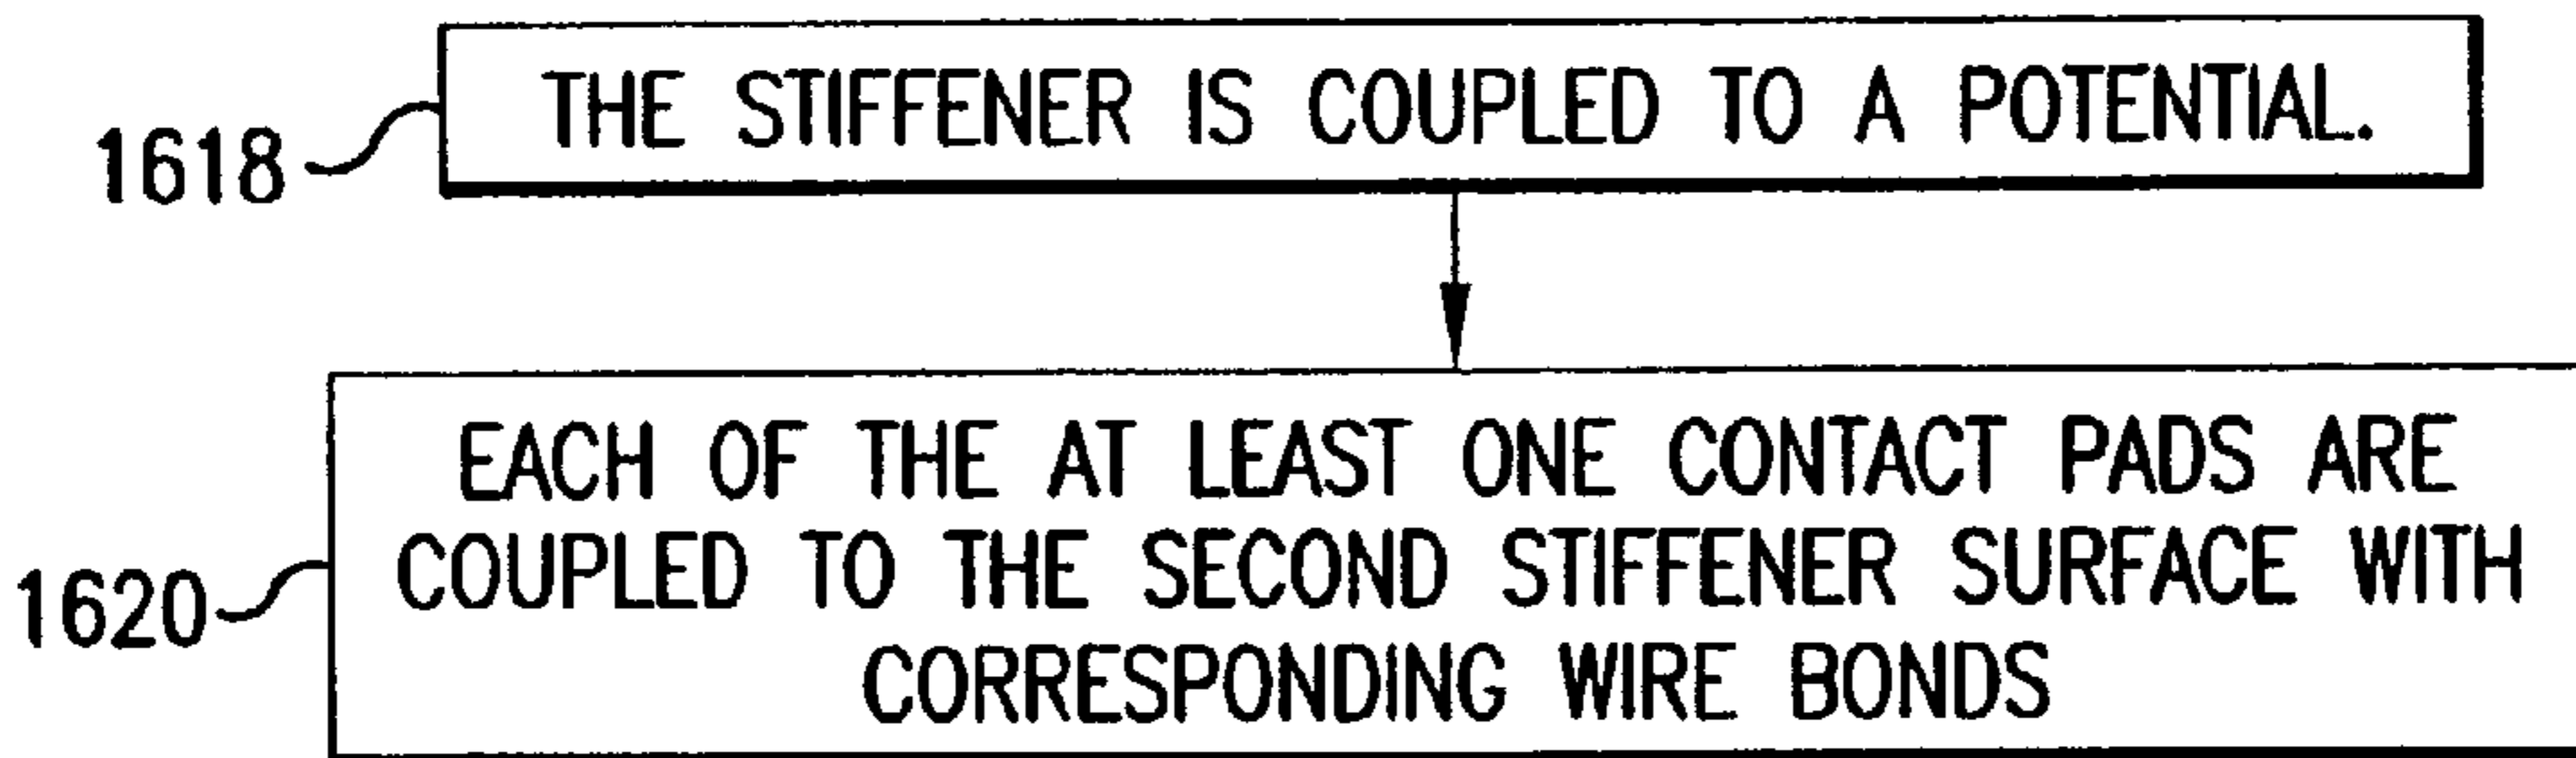 1618
THE STIFFENER IS COUPLED TO A POTENTIAL.
1620
EACH OF THE AT LEAST ONE CONTACT PADS ARE
COUPLED TO THE SECOND STIFFENER SURFACE WITH
CORRESPONDING WIRE BONDS